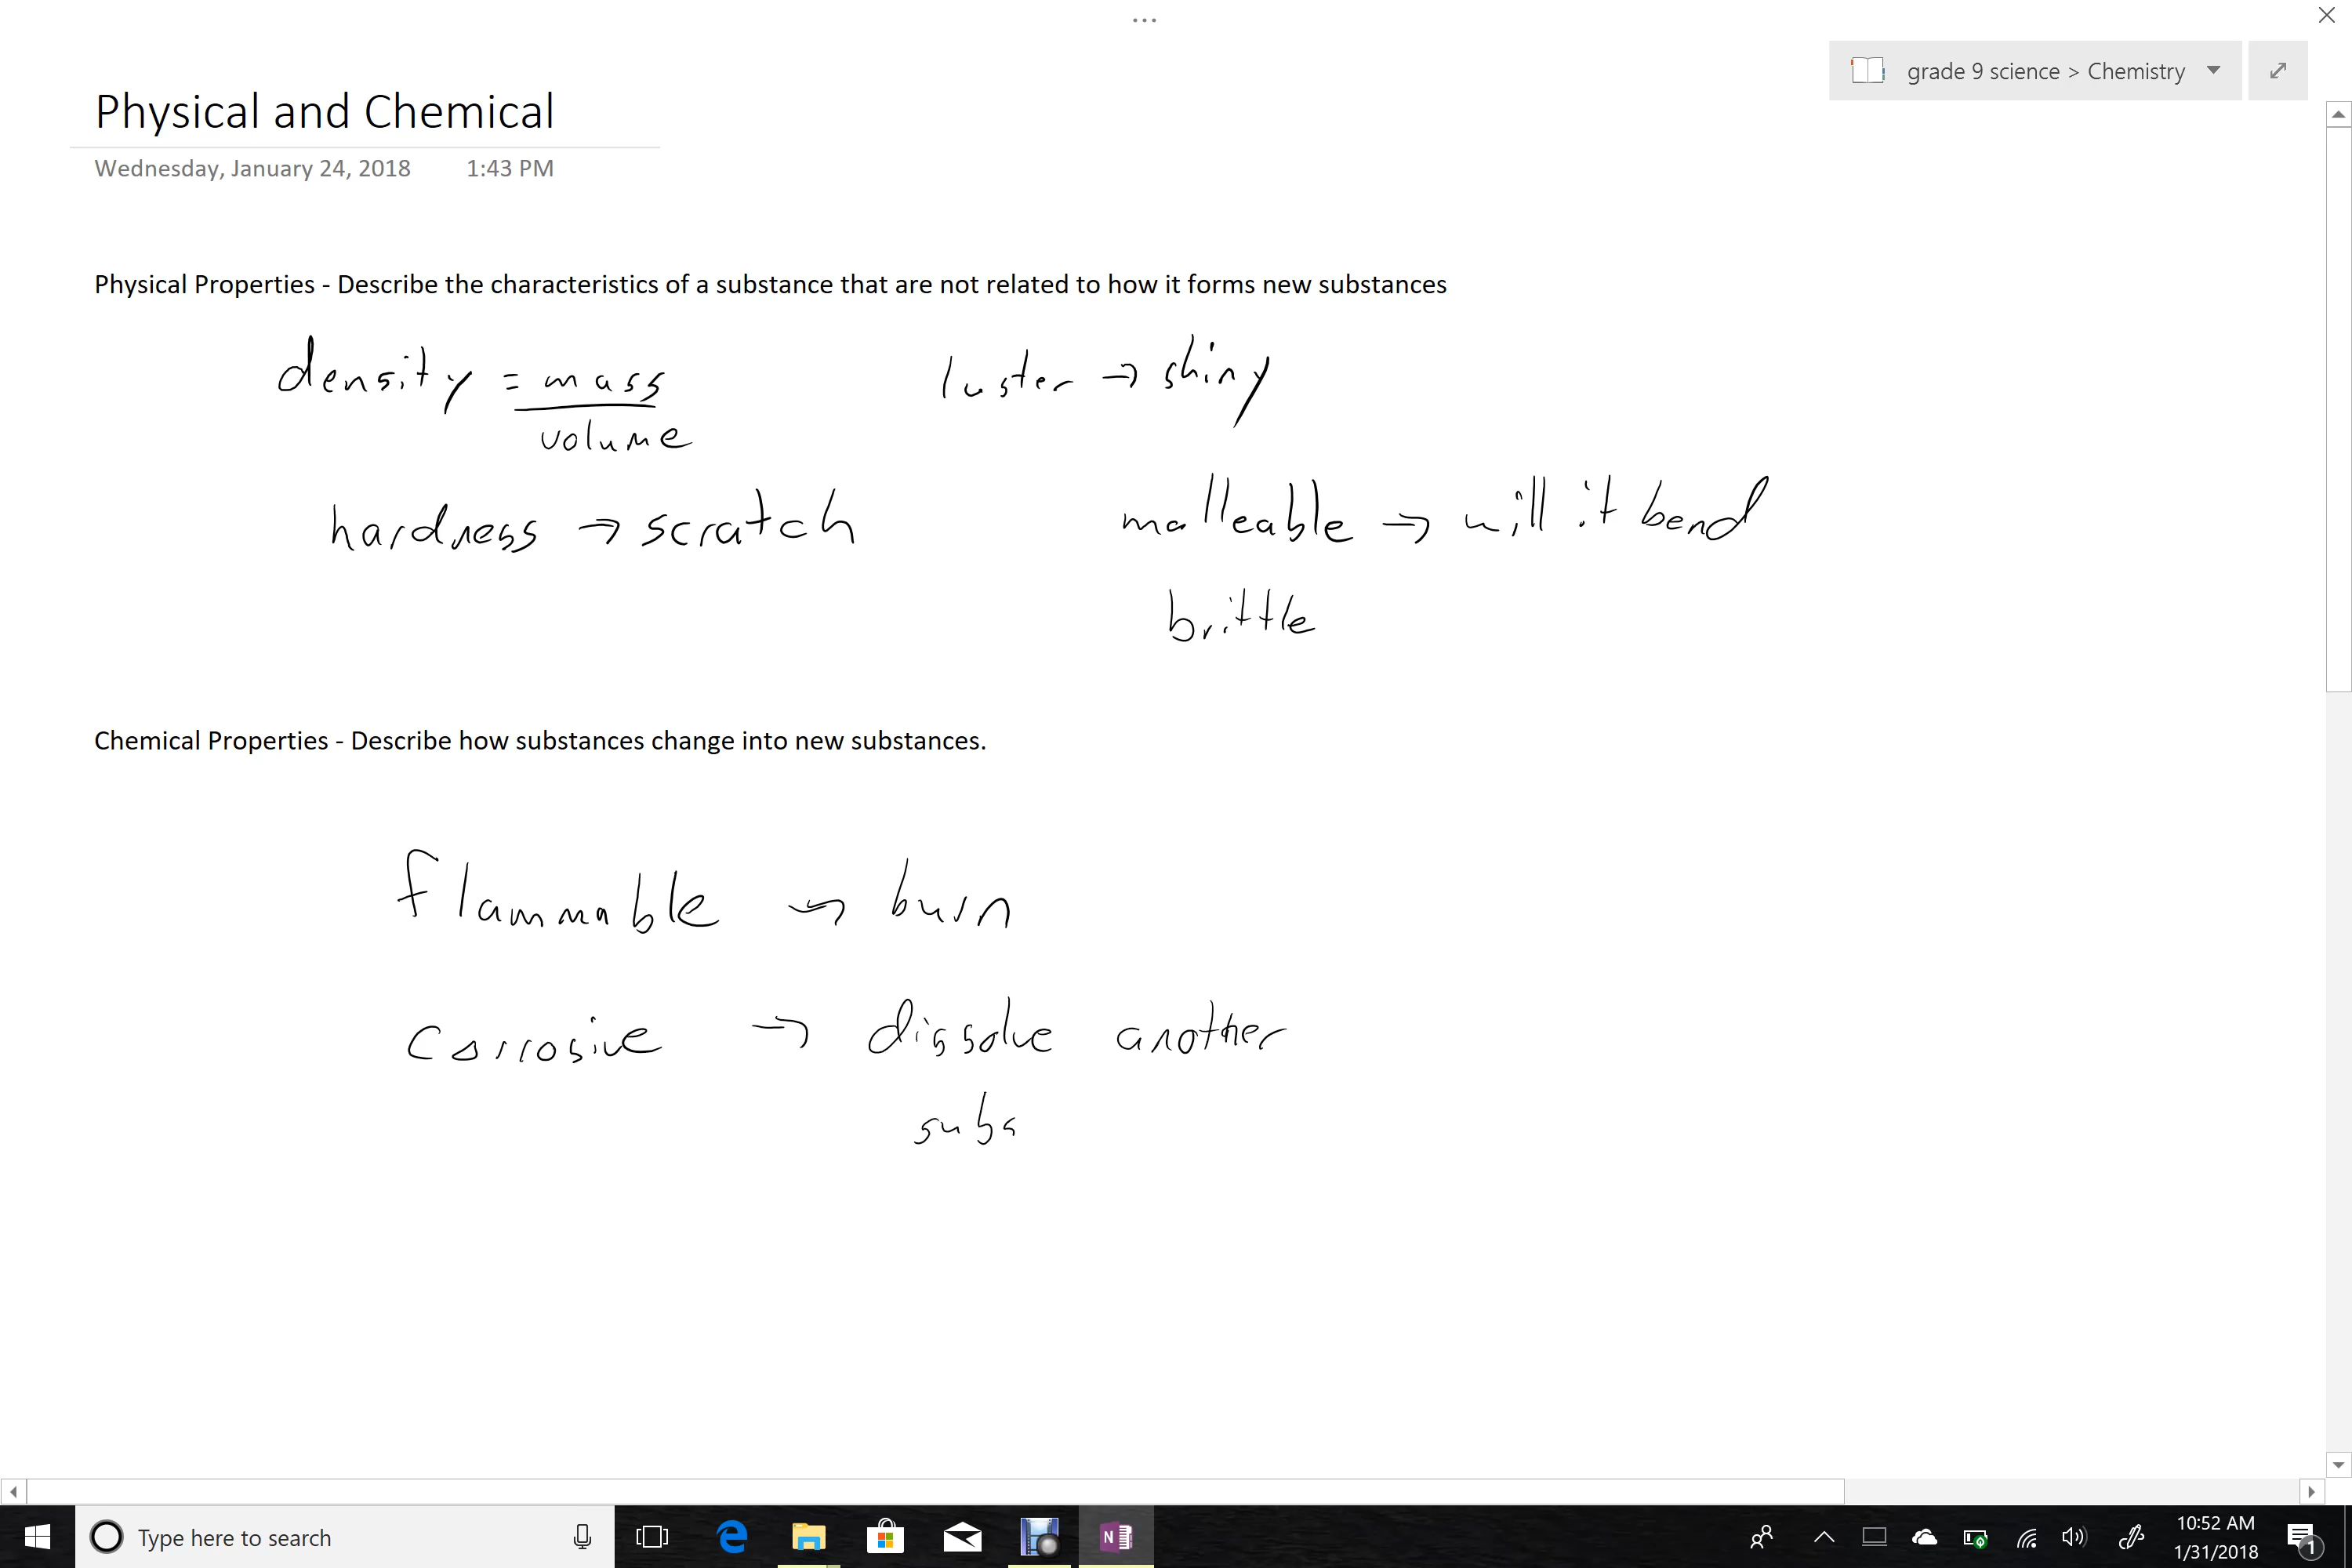 grade 9 science > Chemistry
Physical and Chemical
Wednesday, January 24, 2018 1:43 PM
Physical Properties - Describe the characteristics of a substance that are not related to how it forms new substances
density = mass
volume
luster → shiny
hardness → scratch
malleable → will it bend
brittle
Chemical Properties - Describe how substances change into new substances.
flammable → burn
corrosive → dissolve another
subs
Type here to search
10:52 AM
1/31/2018
1